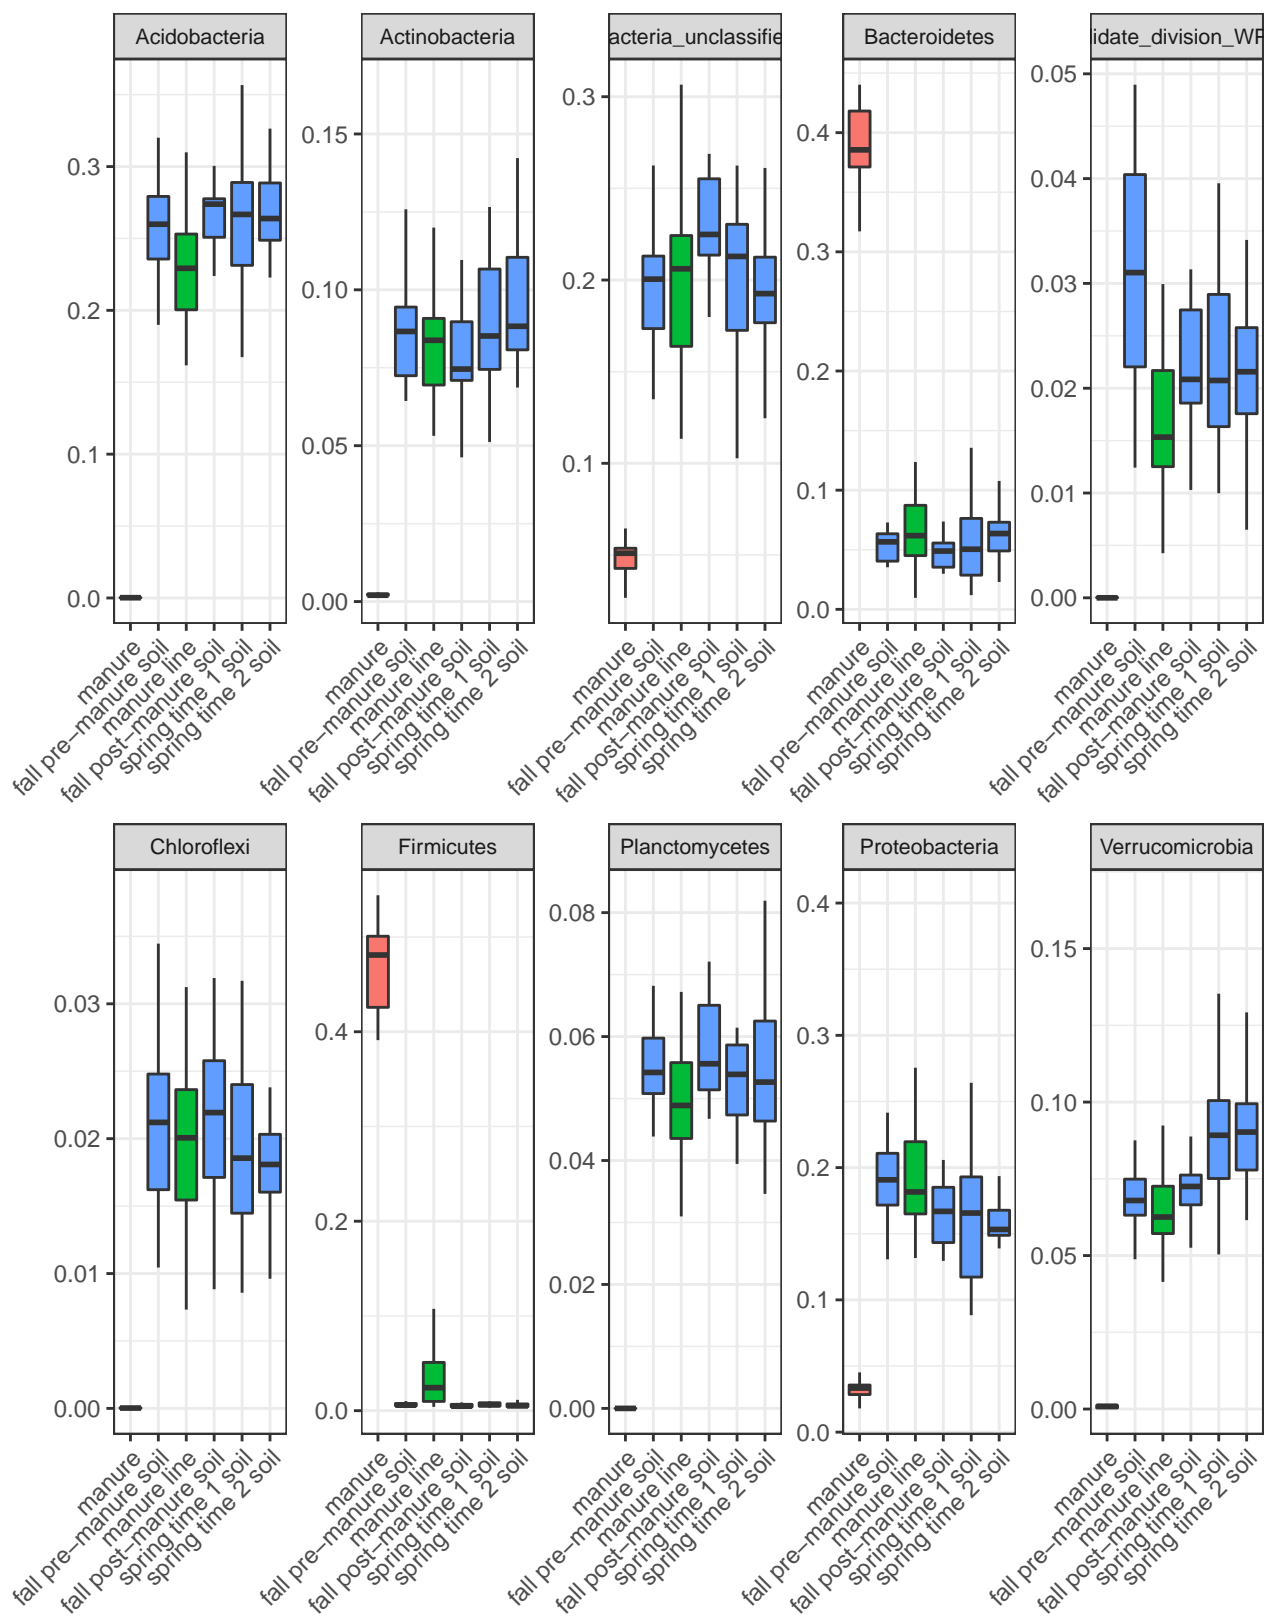 Acidobacteria
Actinobacteria
acteria_unclassifie
Bacteroidetes
lidate_division_WF
0.3
0.2
0.1
0.0
0.15
0.10
0.05
0.00
0.3
0.2
0.1
0.4
0.3
0.2
0.1
0.0
0.05
0.04
0.03
0.02
0.01
0.00
manure
fall pre−manure soil
manure line
fall post−manure soil
spring time 1 soil
spring time 2 soil
manure
fall pre−manure soil
manure line
fall post−manure soil
spring time 1 soil
spring time 2 soil
manure
fall pre−manure soil
manure line
fall post−manure soil
spring time 1 soil
spring time 2 soil
manure
fall pre−manure soil
manure line
fall post−manure soil
spring time 1 soil
spring time 2 soil
manure
fall pre−manure soil
manure line
fall post−manure soil
spring time 1 soil
spring time 2 soil
Chloroflexi
Firmicutes
Planctomycetes
Proteobacteria
Verrucomicrobia
0.03
0.02
0.01
0.00
0.4
0.2
0.0
0.08
0.06
0.04
0.02
0.00
0.4
0.3
0.2
0.1
0.0
0.15
0.10
0.05
0.00
manure
fall pre−manure soil
manure line
fall post−manure soil
spring time 1 soil
spring time 2 soil
manure
fall pre−manure soil
manure line
fall post−manure soil
spring time 1 soil
spring time 2 soil
manure
fall pre−manure soil
manure line
fall post−manure soil
spring time 1 soil
spring time 2 soil
manure
fall pre−manure soil
manure line
fall post−manure soil
spring time 1 soil
spring time 2 soil
manure
fall pre−manure soil
manure line
fall post−manure soil
spring time 1 soil
spring time 2 soil